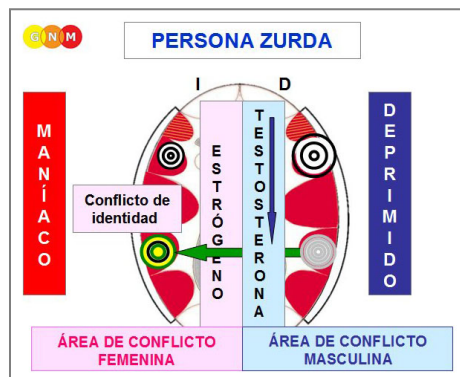 GNM
PERSONA ZURDA
I D
MANÍACO
ESTRÓGENO
TESTOSTERONA
DEPRIMIDO
Conflicto de
identidad
ÁREA DE CONFLICTO
FEMENINA
ÁREA DE CONFLICTO
MASCULINA